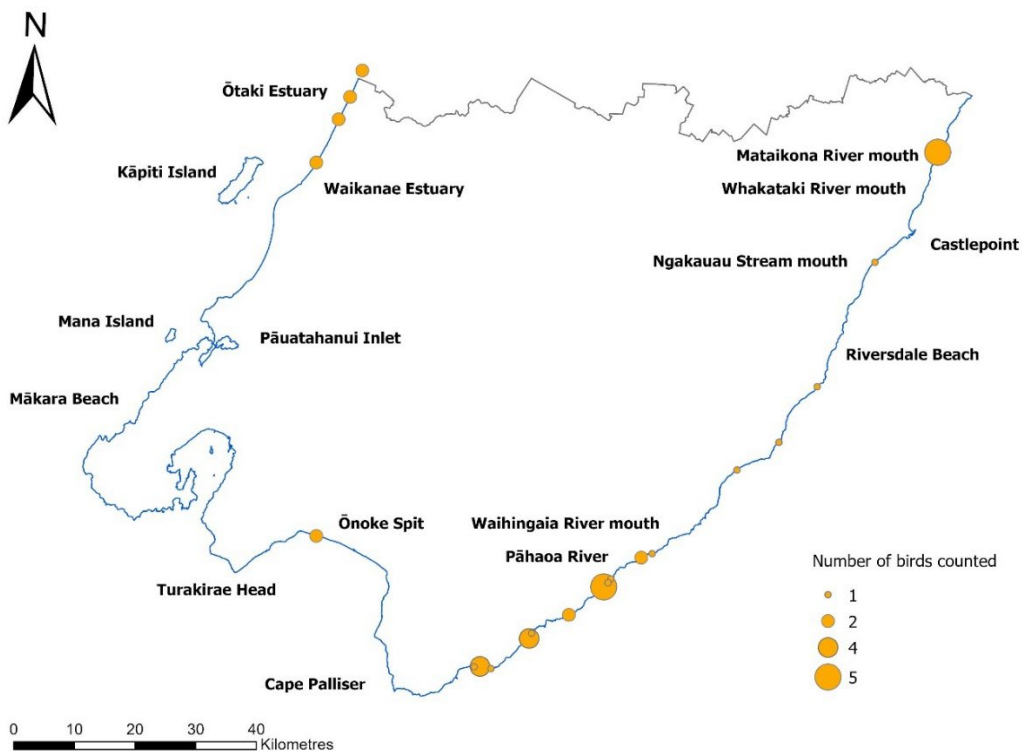 N
Ōtaki Estuary
Kāpiti Island
Waikanae Estuary
Mataikona River mouth
Whakataki River mouth
Castlepoint
Ngakauau Stream mouth
Mana Island
Pāuatahanui Inlet
Riversdale Beach
Mākara Beach
Ōnoke Spit
Waihingaia River mouth
Pāhaoa River
Turakirae Head
Cape Palliser
Number of birds counted
1
2
4
5
0 10 20 30 40
Kilometres